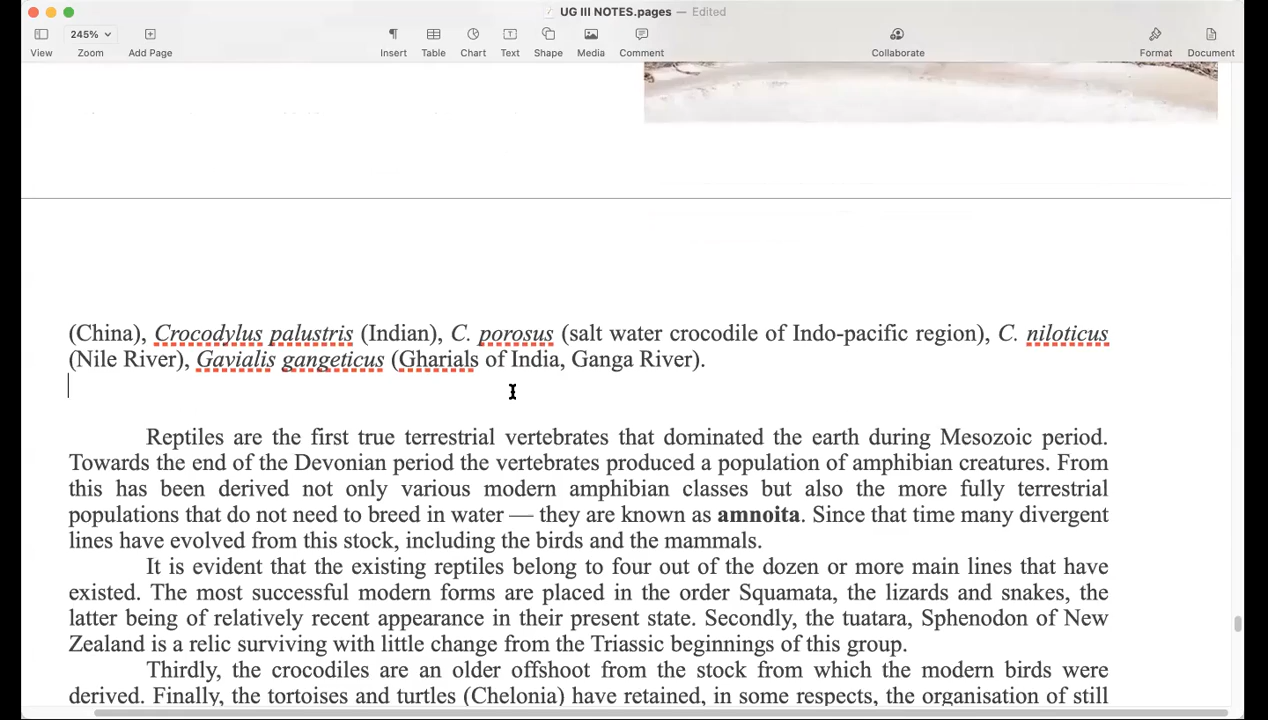 UG III NOTES.pages — Edited
245%
View Zoom Add Page Insert Table Chart Text Shape Media Comment Collaborate Format Document
(China), Crocodylus palustris (Indian), C. porosus (salt water crocodile of Indo-pacific region), C. niloticus
(Nile River), Gavialis gangeticus (Gharials of India, Ganga River).
Reptiles are the first true terrestrial vertebrates that dominated the earth during Mesozoic period.
Towards the end of the Devonian period the vertebrates produced a population of amphibian creatures. From
this has been derived not only various modern amphibian classes but also the more fully terrestrial
populations that do not need to breed in water — they are known as amnoita. Since that time many divergent
lines have evolved from this stock, including the birds and the mammals.
It is evident that the existing reptiles belong to four out of the dozen or more main lines that have
existed. The most successful modern forms are placed in the order Squamata, the lizards and snakes, the
latter being of relatively recent appearance in their present state. Secondly, the tuatara, Sphenodon of New
Zealand is a relic surviving with little change from the Triassic beginnings of this group.
Thirdly, the crocodiles are an older offshoot from the stock from which the modern birds were
derived. Finally, the tortoises and turtles (Chelonia) have retained, in some respects, the organisation of still